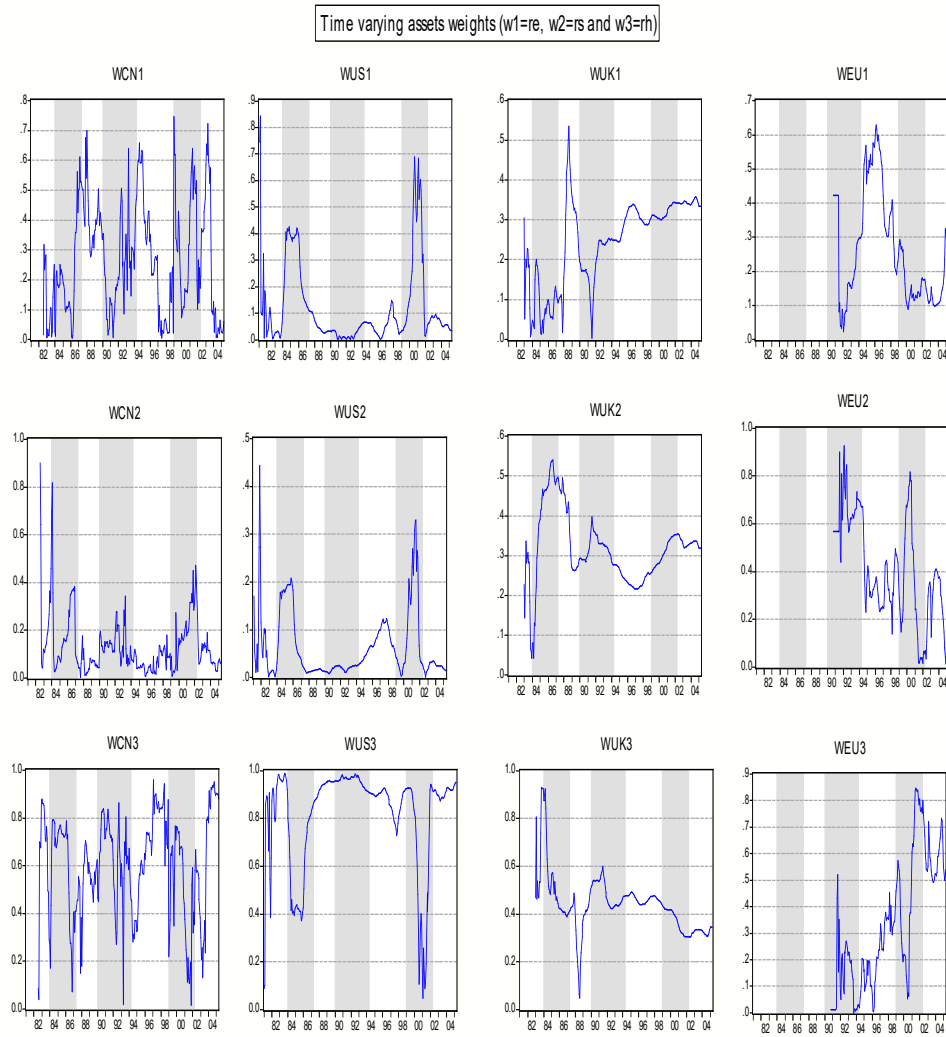 Time varying assets weights (w1=re, w2=rs and w3=rh)
WCN1 WUS1 WUK1 WEU1
.8 .9 .6 .7
.7 .8 .5 .6
.6 .7 .4 .5
.5 .6 .3 .4
.4 .5 .2 .3
.3 .4 .1 .2
.2 .3 .0 .1
.1 .2 .0
.0 .1
.0
82 84 86 88 90 92 94 96 98 00 02 04
82 84 86 88 90 92 94 96 98 00 02 04
82 84 86 88 90 92 94 96 98 00 02 04
82 84 86 88 90 92 94 96 98 00 02 04
WCN2 WUS2 WUK2 WEU2
1.0 .5 .6 1.0
0.8 .4 .5 0.8
0.6 .3 .4 0.6
0.4 .2 .3 0.4
0.2 .1 .2 0.2
0.0 .0 .1 0.0
.0
82 84 86 88 90 92 94 96 98 00 02 04
82 84 86 88 90 92 94 96 98 00 02 04
82 84 86 88 90 92 94 96 98 00 02 04
82 84 86 88 90 92 94 96 98 00 02 04
WCN3 WUS3 WUK3 WEU3
1.0 1.0 1.0 .9
0.8 0.8 0.8 .8
0.6 0.6 0.6 .7
0.4 0.4 0.4 .6
0.2 0.2 0.2 .5
0.0 0.0 0.0 .4
.3
.2
.1
.0
82 84 86 88 90 92 94 96 98 00 02 04
82 84 86 88 90 92 94 96 98 00 02 04
82 84 86 88 90 92 94 96 98 00 02 04
82 84 86 88 90 92 94 96 98 00 02 04